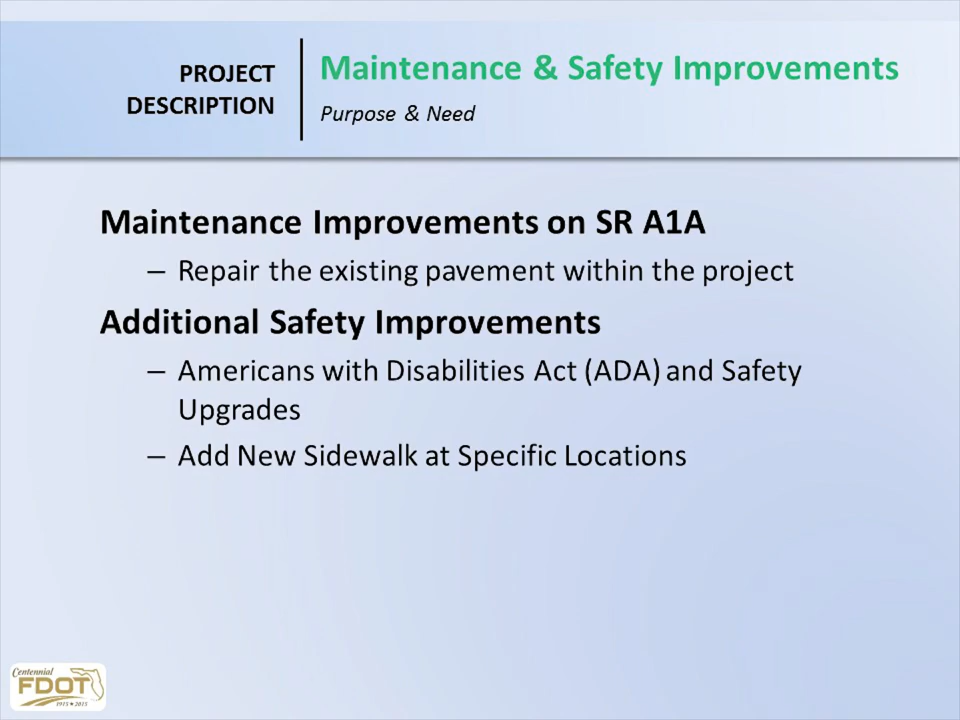 PROJECT
DESCRIPTION
Maintenance & Safety Improvements
Purpose & Need
Maintenance Improvements on SR A1A
– Repair the existing pavement within the project
Additional Safety Improvements
– Americans with Disabilities Act (ADA) and Safety
Upgrades
– Add New Sidewalk at Specific Locations
Centennial
FDOT
1915★2015